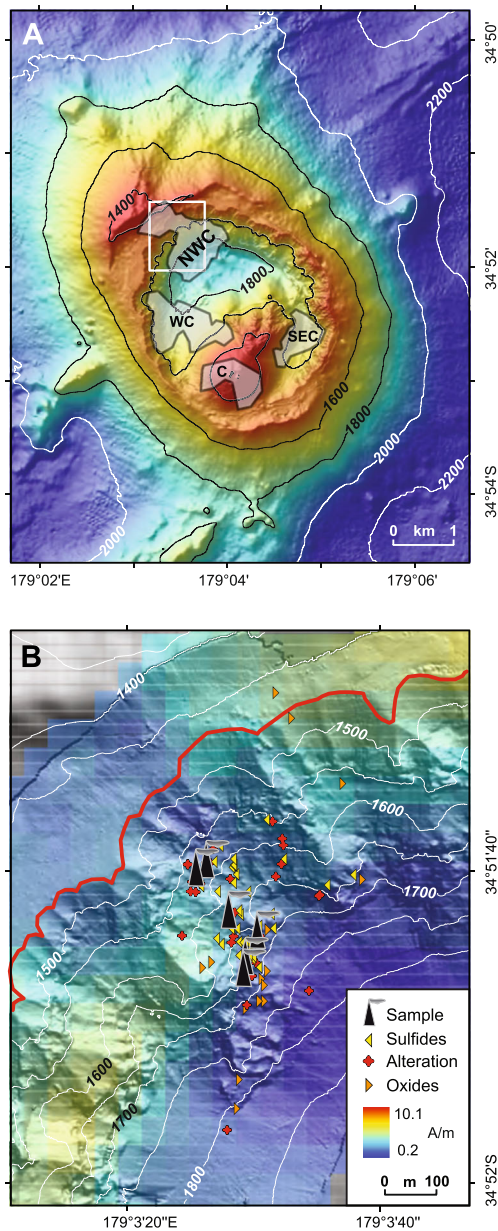 A
34°50'
2200
1400
NWC
34°52'
1800
WC
SEC
C
1600
1800
2000
2200
34°54'S
2000
0 km 1
179°02'E
179°04'
179°06'
B
1400
1500
1600
34°51'40"
1700
1500
1600
1700
1800
Sample
Sulfides
Alteration
Oxides
10.1
A/m
0.2
0 m 100
34°52'S
179°3'20"E
179°3'40"